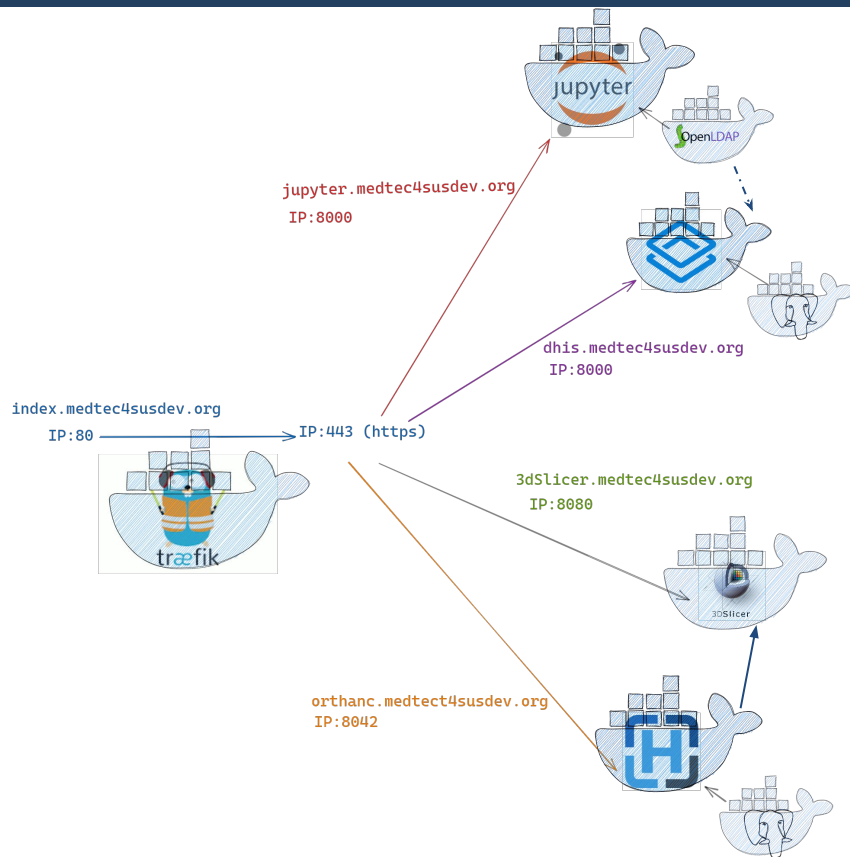 jupyter
OpenLDAP
jupyter.medtec4susdev.org
IP:8000
dhis.medtec4susdev.org
IP:8000
index.medtec4susdev.org
IP:80
IP:443 (https)
træfik
3dSlicer.medtec4susdev.org
IP:8080
3DSlicer
orthanc.medtect4susdev.org
IP:8042
H